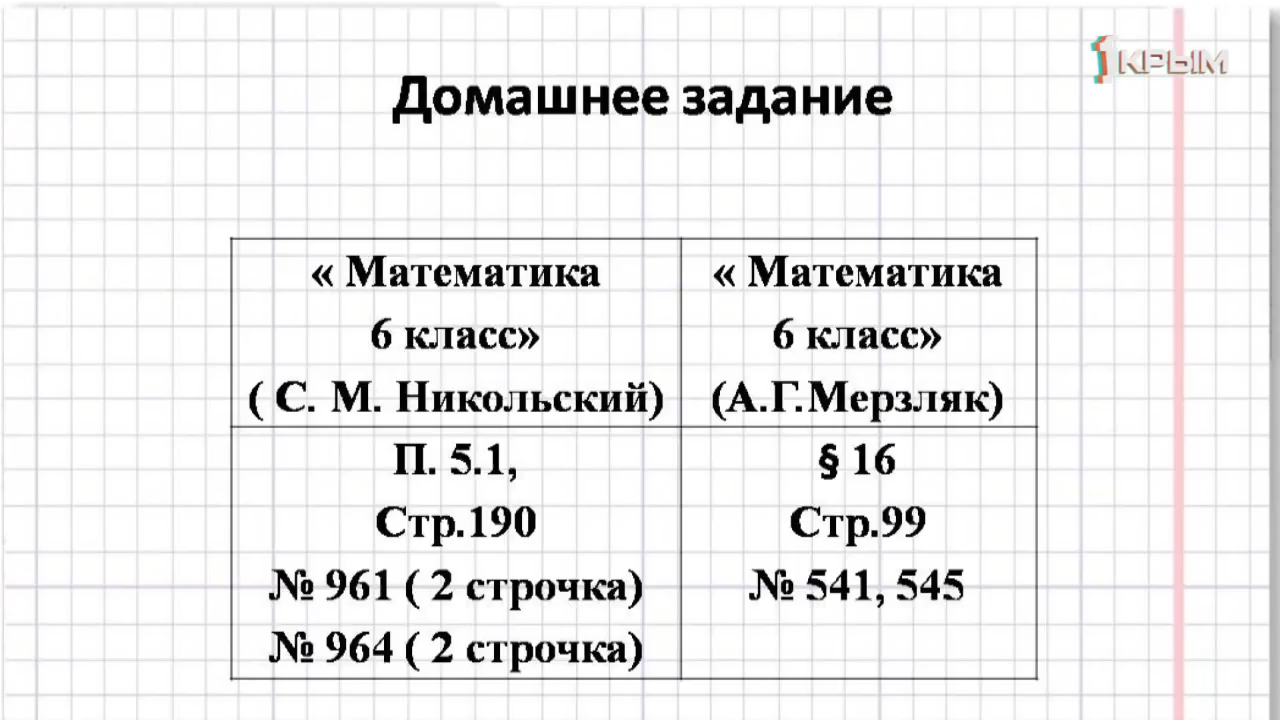 1 КРЫМ
Домашнее задание
« Математика
6 класс»
( С. М. Никольский)
« Математика
6 класс»
(А.Г.Мерзляк)
П. 5.1,
Стр.190
№ 961 ( 2 строчка)
№ 964 ( 2 строчка)
§ 16
Стр.99
№ 541, 545